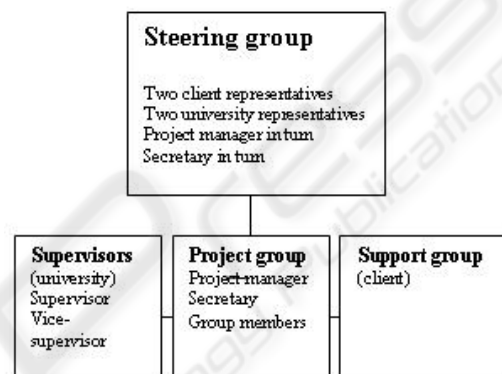 Steering group
Two client representatives
Two university representatives
Project manager in turn
Secretary in turn
Supervisors
(university)
Supervisor
Vice-
supervisor
Project group
Project manager
Secretary
Group members
Support group
(client)